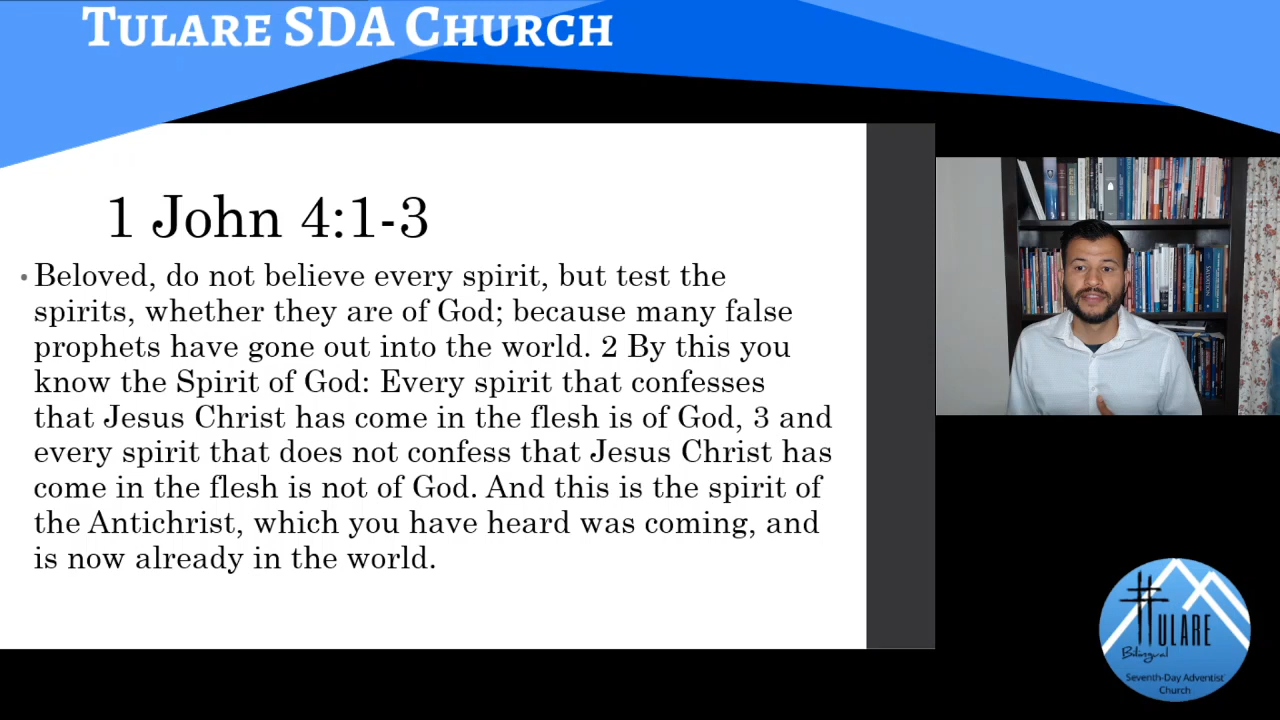 TULARE SDA CHURCH
1 John 4:1-3
• Beloved, do not believe every spirit, but test the
spirits, whether they are of God; because many false
prophets have gone out into the world. 2 By this you
know the Spirit of God: Every spirit that confesses
that Jesus Christ has come in the flesh is of God, 3 and
every spirit that does not confess that Jesus Christ has
come in the flesh is not of God. And this is the spirit of
the Antichrist, which you have heard was coming, and
is now already in the world.
SALVATION
TULARE
Bilingual
Seventh-Day Adventist
Church